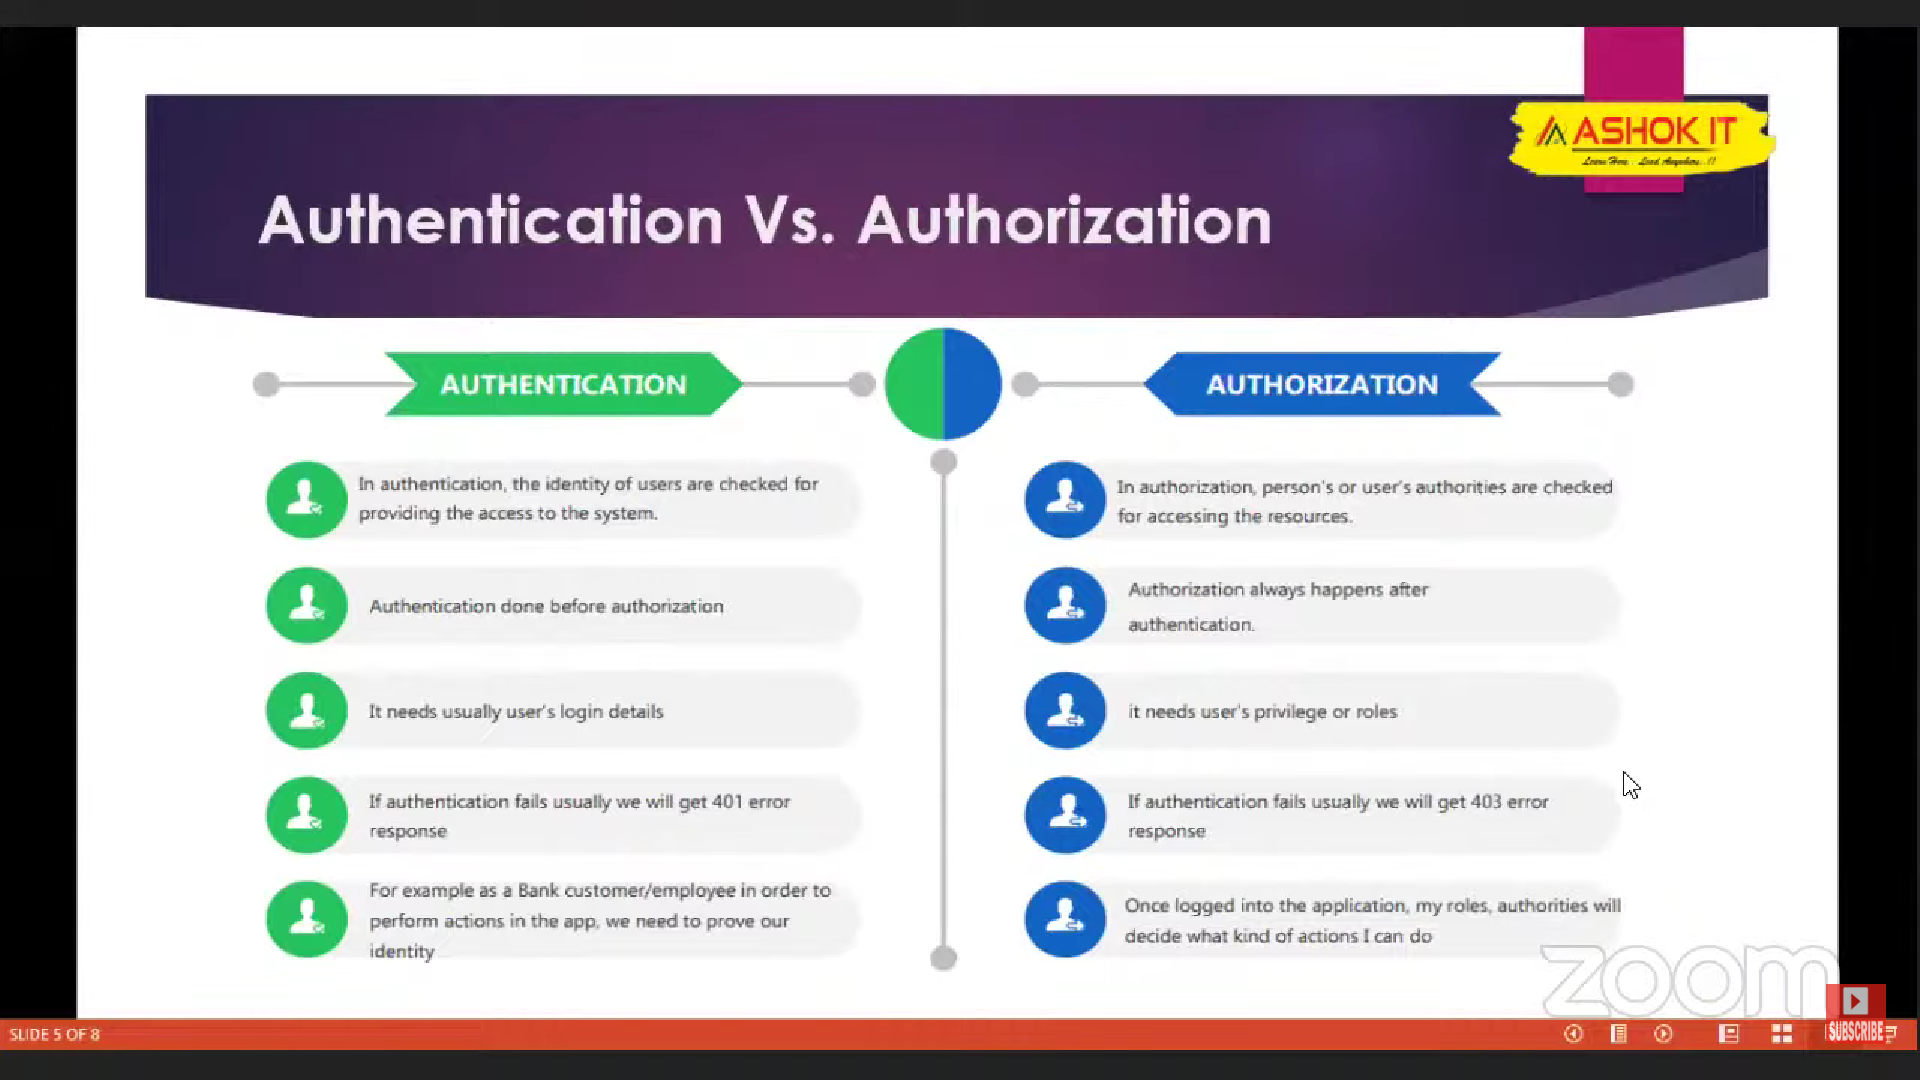 ASHOK IT
Learn Here.. Lead Anywhere..!!
Authentication Vs. Authorization
AUTHENTICATION
In authentication, the identity of users are checked for
providing the access to the system.
Authentication done before authorization
It needs usually user's login details
If authentication fails usually we will get 401 error
response
For example as a Bank customer/employee in order to
perform actions in the app, we need to prove our
identity
AUTHORIZATION
In authorization, person's or user's authorities are checked
for accessing the resources.
Authorization always happens after
authentication.
it needs user's privilege or roles
If authentication fails usually we will get 403 error
response
Once logged into the application, my roles, authorities will
decide what kind of actions I can do
zoom
SUBSCRIBE
SLIDE 5 OF 8